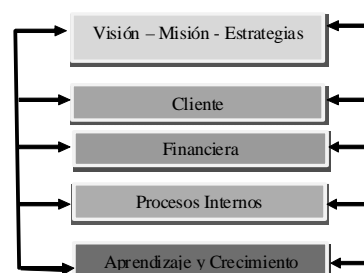 Visión – Misión - Estrategias
Cliente
Financiera
Procesos Internos
Aprendizaje y Crecimiento